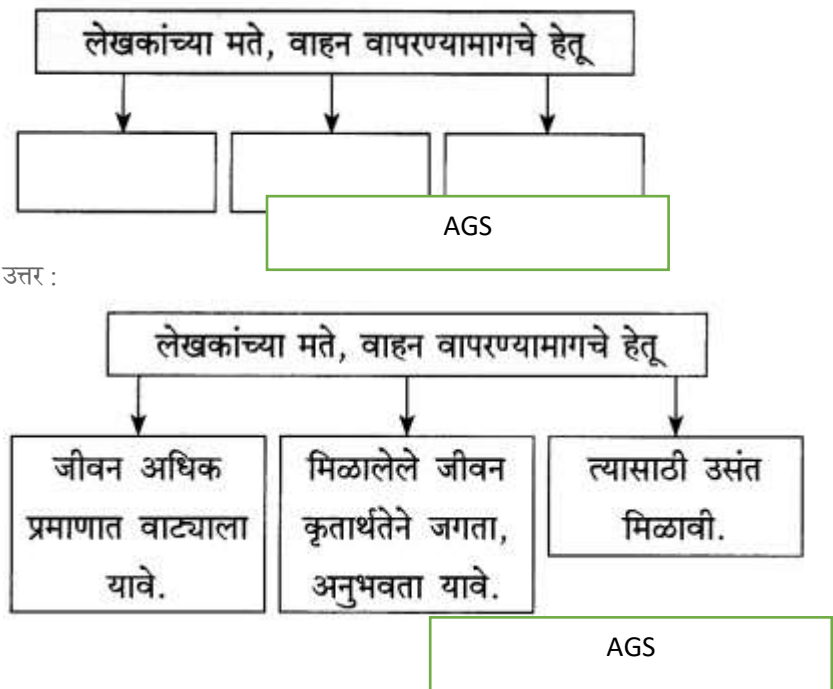 लेखकांच्या मते, वाहन वापरण्यामागचे हेतू
AGS
उत्तर :
लेखकांच्या मते, वाहन वापरण्यामागचे हेतू
जीवन अधिक
प्रमाणात वाट्याला
यावे.
मिळालेले जीवन
कृतार्थतेने जगता,
अनुभवता यावे.
त्यासाठी उसंत
मिळावी.
AGS